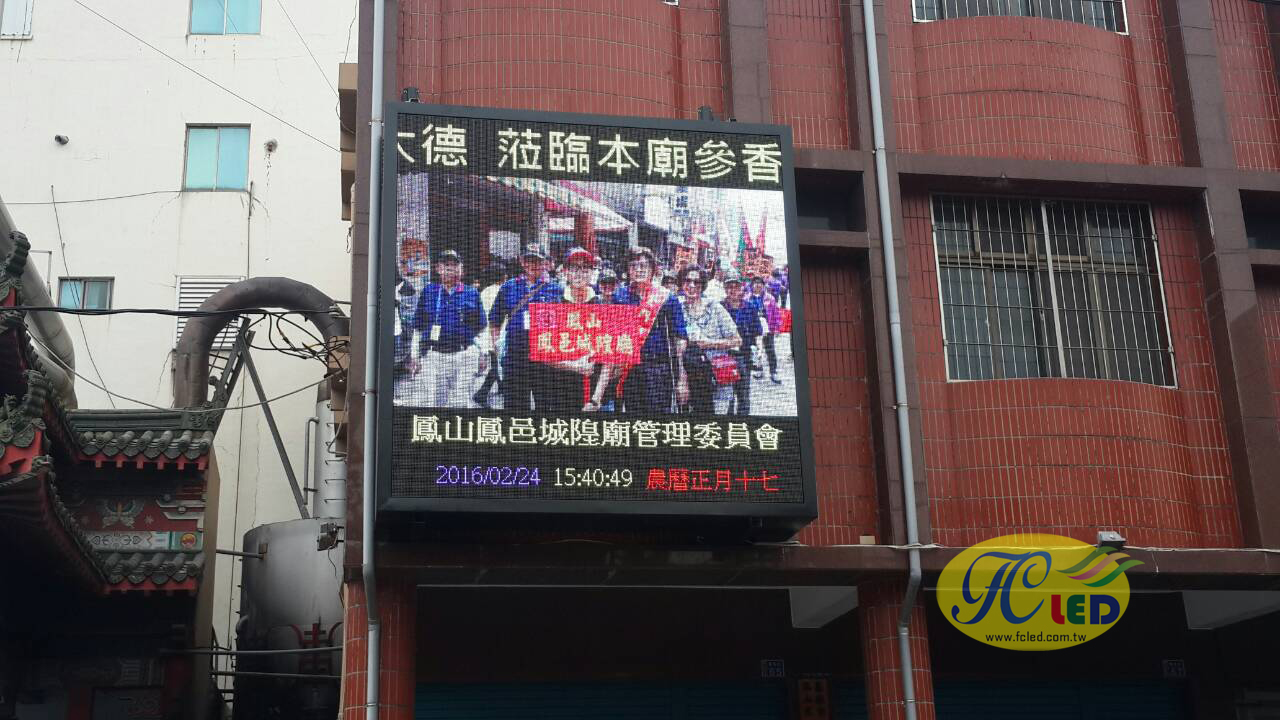 大德 蒞臨本廟參香
鳳山
鳳邑城隍廟
鳳山鳳邑城隍廟管理委員會
2016/02/24 15:40:49 農曆正月十七
FC LED
www.fcled.com.tw